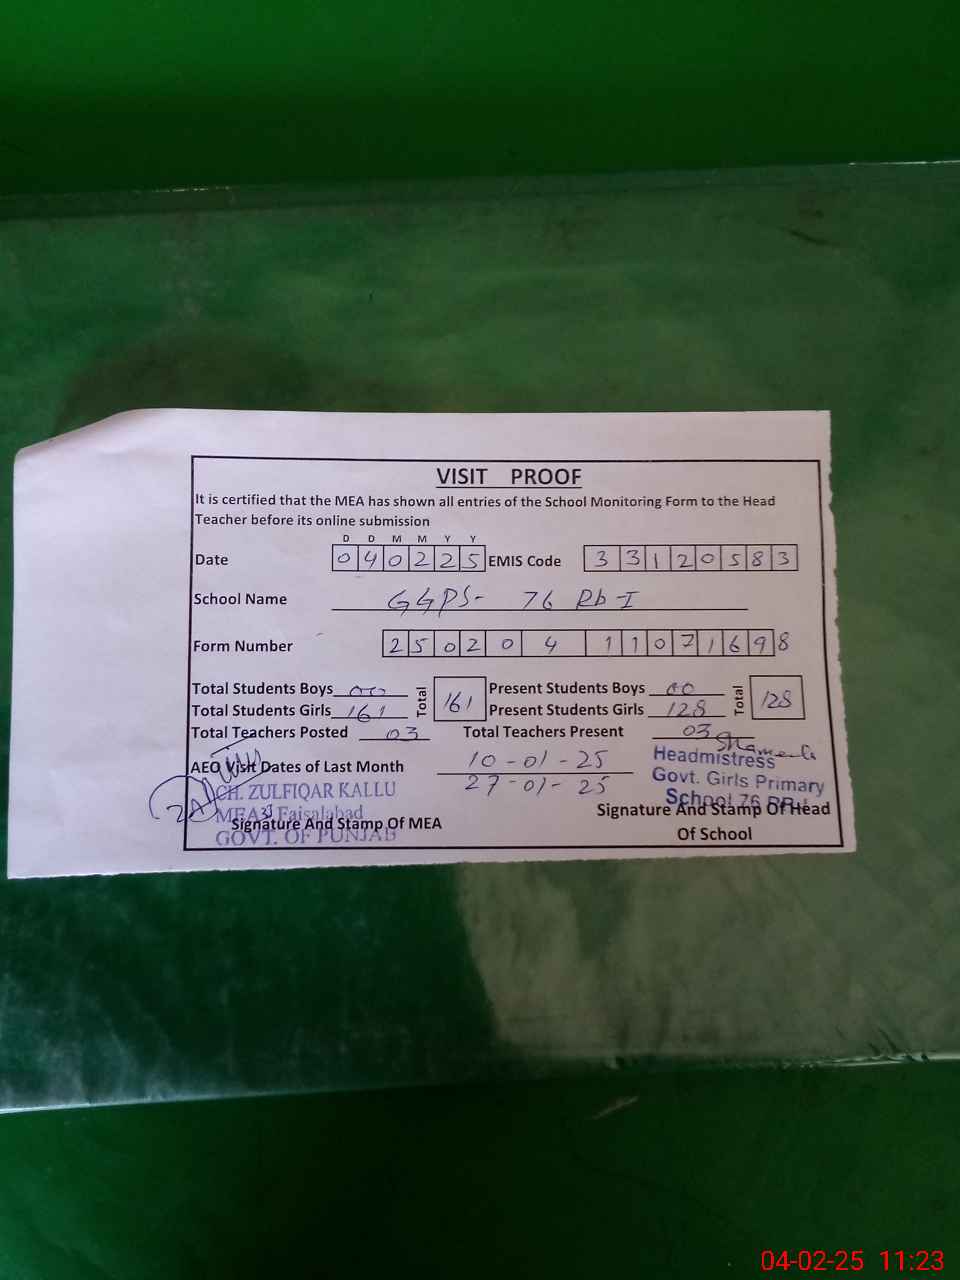 VISIT PROOF
It is certified that the MEA has shown all entries of the School Monitoring Form to the Head
Teacher before its online submission
D D M M Y Y
Date 040225 EMIS Code 33120583
School Name GGPS- 76 Rb-I
Form Number 250204 11071698
Total Students Boys 00 Total 161 Present Students Boys 00 Total 128
Total Students Girls 161 Present Students Girls 128
Total Teachers Posted 03 Total Teachers Present 03
AEO Visit Dates of Last Month 10-01-25
27-01-25
Headmistress
Govt. Girls Primary
School 76 RB-I
CH. ZULFIQAR KALLU
MEA Faisalabad
GOVT. OF PUNJAB
Signature And Stamp Of MEA
Signature And Stamp Of Head
Of School
04-02-25 11:23